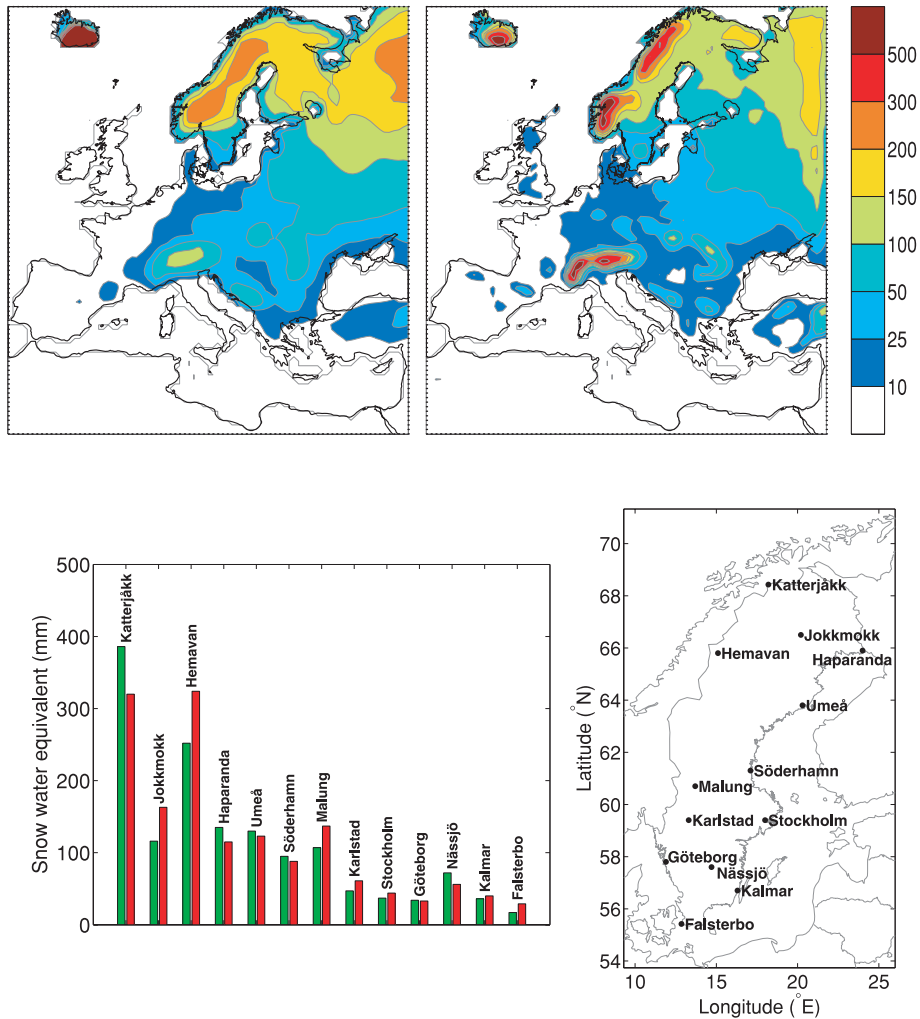 500
300
200
150
100
50
25
10
500
400
300
200
100
0
Snow water equivalent (mm)
Katterjåkk
Jokkmokk
Hemavan
Haparanda
Umeå
Söderhamn
Malung
Karlstad
Stockholm
Göteborg
Nässjö
Kalmar
Falsterbo
70
68
66
64
62
60
58
56
54
Latitude (°N)
Katterjåkk
Jokkmokk
Hemavan
Haparanda
Umeå
Söderhamn
Malung
Karlstad
Stockholm
Göteborg
Nässjö
Kalmar
Falsterbo
10 15 20 25
Longitude (°E)